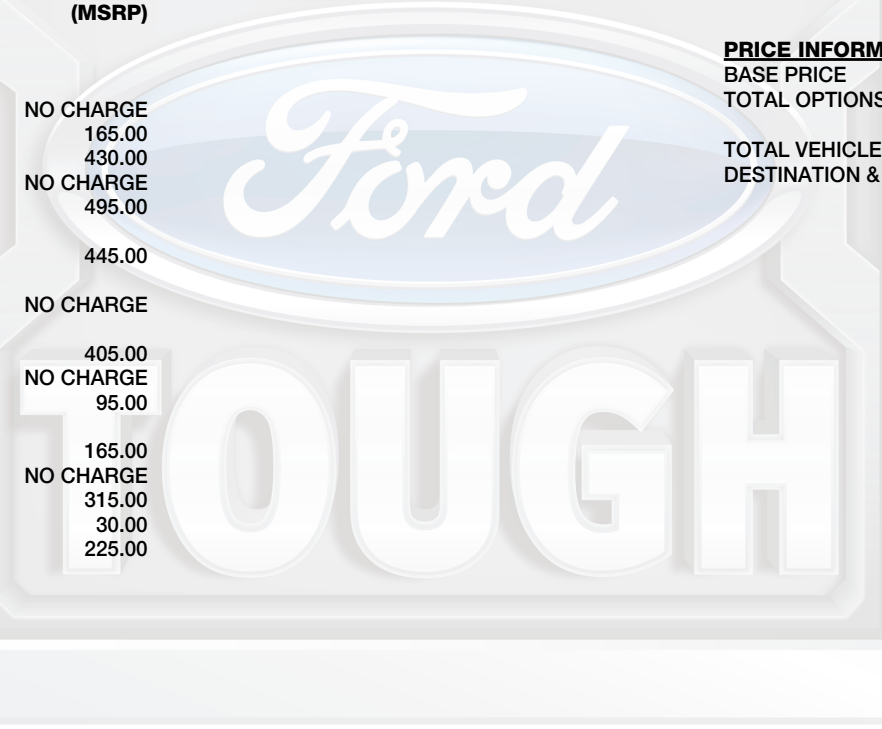 (MSRP)
NO CHARGE
165.00
430.00
NO CHARGE
495.00
445.00
NO CHARGE
405.00
NO CHARGE
95.00
165.00
NO CHARGE
315.00
30.00
225.00
PRICE INFORM
BASE PRICE
TOTAL OPTIONS
TOTAL VEHICLE
DESTINATION &
Ford
TOUGH